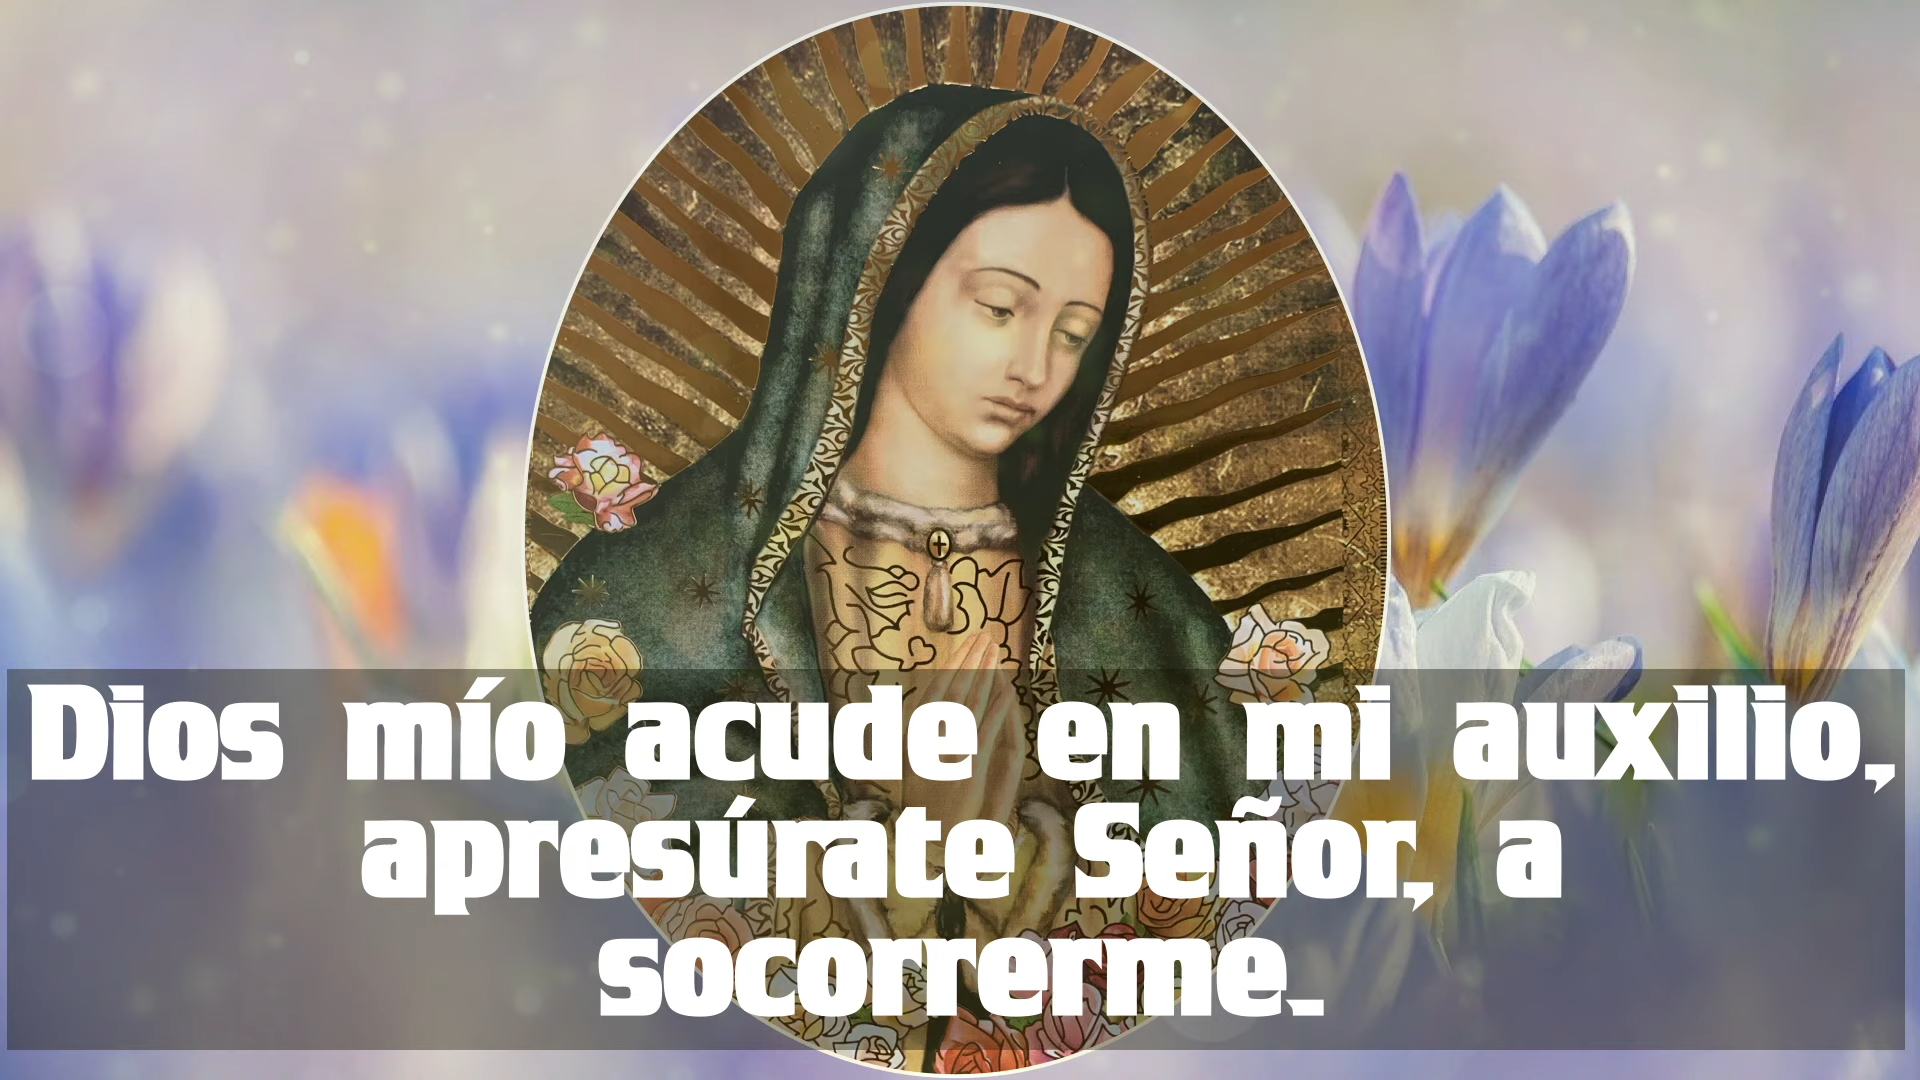 Dios mío acude en mi auxilio,
apresúrate Señor, a
socorrerme.